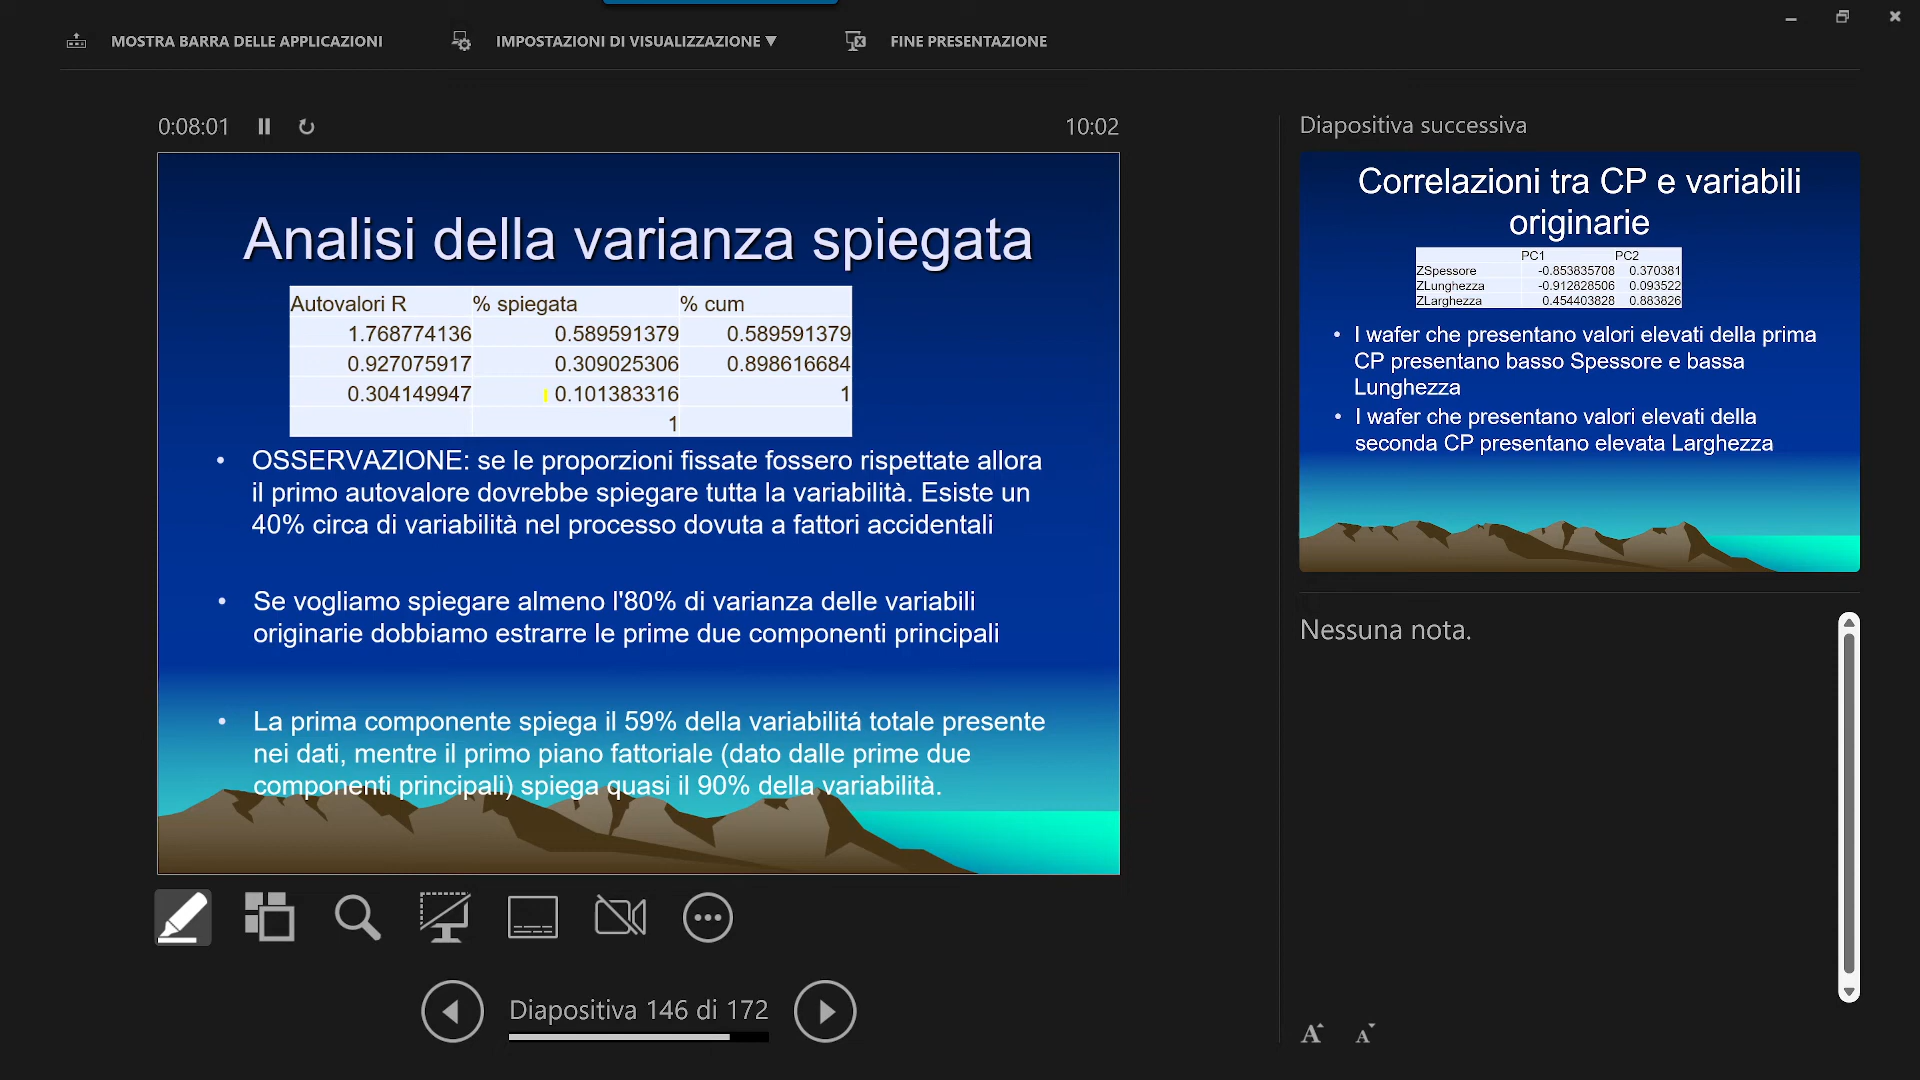 MOSTRA BARRA DELLE APPLICAZIONI
IMPOSTAZIONI DI VISUALIZZAZIONE ▼
FINE PRESENTAZIONE
0:08:01
10:02
Analisi della varianza spiegata
Autovalori R % spiegata % cum
1.768774136 0.589591379 0.589591379
0.927075917 0.309025306 0.898616684
0.304149947 0.101383316 1
1
• OSSERVAZIONE: se le proporzioni fissate fossero rispettate allora
il primo autovalore dovrebbe spiegare tutta la variabilità. Esiste un
40% circa di variabilità nel processo dovuta a fattori accidentali
• Se vogliamo spiegare almeno l'80% di varianza delle variabili
originarie dobbiamo estrarre le prime due componenti principali
• La prima componente spiega il 59% della variabilitá totale presente
nei dati, mentre il primo piano fattoriale (dato dalle prime due
componenti principali) spiega quasi il 90% della variabilità.
Diapositiva 146 di 172
Diapositiva successiva
Correlazioni tra CP e variabili
originarie
PC1 PC2
ZSpessore -0.853835708 0.370381
ZLunghezza -0.912828506 0.093522
ZLarghezza 0.454403828 0.883826
• I wafer che presentano valori elevati della prima
CP presentano basso Spessore e bassa
Lunghezza
• I wafer che presentano valori elevati della
seconda CP presentano elevata Larghezza
Nessuna nota.
A A